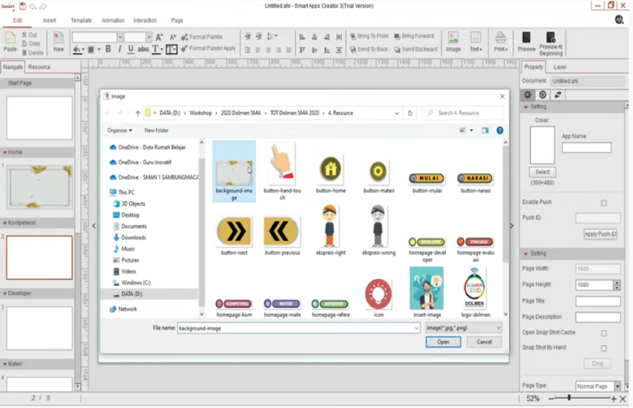 Smart
Untitled.ahl - Smart Apps Creator 3(Trial Version)
Edit Insert Template Animation Interaction Page
Paste
Cut
Copy
Delete
New
B I U abc T T
Format Painter
Format Painter Apply
Bring To Front
Send To Back
Bring Forward
Send Backward
Image
Text
Print
Preview
Preview At Beginning
Navigate Resource
Start Page
Home
1
Kompetensi
2
Developer
3
Materi
4
2 / 5
Image
DATA (D:) > Workshop > 2020 Dolmen SMA > TOT Dolmen SMA 2020 > 4. Resource
Search 4. Resource
Organize New folder
OneDrive - Duta Rumah Belajar
OneDrive - Guru Inovatif
OneDrive - SMAN 1 SAMBUNGMACA
This PC
3D Objects
Desktop
Documents
Downloads
Music
Pictures
Videos
Windows (C:)
DATA (D:)
Network
background-image
button-hand-touch
button-home
button-materi
MULAI
button-mulai
NARASI
button-narasi
button-next
button-previous
ekspresi-right
ekspresi-wrong
DEVELOPER
homepage-developer
EVALUASI
homepage-evaluasi
KOMPETENSI
homepage-kom
MATERI
homepage-mate
REFERENSI
homepage-refere
icon
insert-image
DOLMEN
logo-dolmen
File name: background-image
Image(*.jpg,*.png)
Open Cancel
Property Layer
Document: Untitled.ahl
Setting
Cover:
App Name:
Select
(360×480)
Enable Push
Push ID:
Apply Push ID
Setting
Page Width: 1920
Page Height: 1080
Page Title:
Page Description:
Open Snap Shot Cache
Snap Shot By Hand
Crop
Page Type: Normal Page
52%